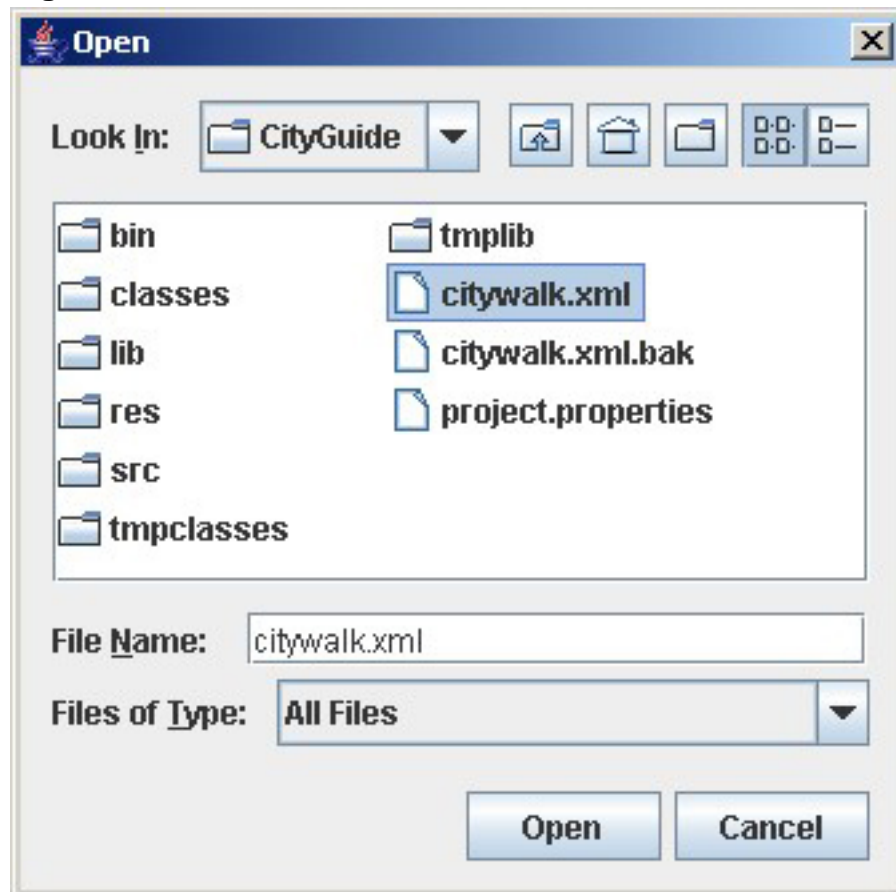 Open
Look In: CityGuide
bin
classes
lib
res
src
tmpclasses
tmplib
citywalk.xml
citywalk.xml.bak
project.properties
File Name: citywalk.xml
Files of Type: All Files
Open Cancel